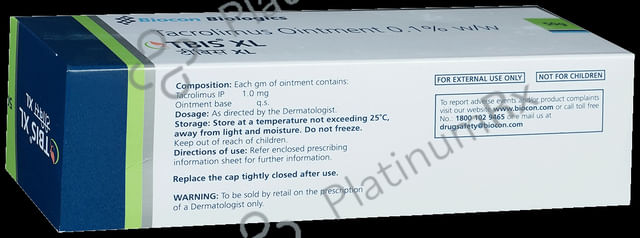 Biocon Biologics
Tacrolimus Ointment 0.1% w/w
TBIS XL
50g
Composition: Each gm of ointment contains:
Tacrolimus IP 1.0 mg
Ointment base q.s.
Dosage: As directed by the Dermatologist.
Storage: Store at a temperature not exceeding 25°C,
away from light and moisture. Do not freeze.
Keep out of reach of children.
Directions of use: Refer enclosed prescribing
information sheet for further information.
Replace the cap tightly closed after use.
WARNING: To be sold by retail on the prescription
of a Dermatologist only.
FOR EXTERNAL USE ONLY
NOT FOR CHILDREN
To report adverse events and/or product complaints
visit our website www.biocon.com or call toll free
No.: 1800 102 9465 or e mail us at
drugsafety@biocon.com
TBIS XL
PlatinumRx